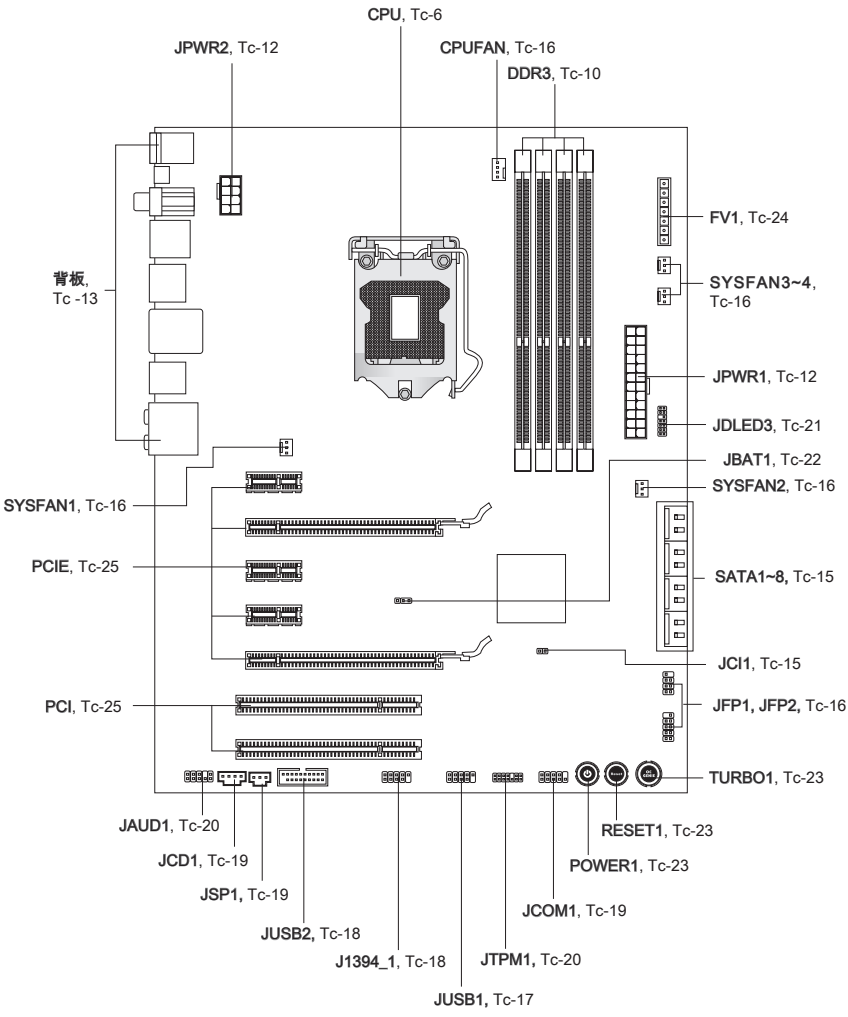 CPU, Tc-6
JPWR2, Tc-12
CPUFAN, Tc-16
DDR3, Tc-10
FV1, Tc-24
背板,
Tc -13
SYSFAN3~4,
Tc-16
JPWR1, Tc-12
JDLED3, Tc-21
JBAT1, Tc-22
SYSFAN2, Tc-16
SYSFAN1, Tc-16
PCIE, Tc-25
SATA1~8, Tc-15
JCI1, Tc-15
PCI, Tc-25
JFP1, JFP2, Tc-16
Reset
OC
GENIE
TURBO1, Tc-23
JAUD1, Tc-20
RESET1, Tc-23
JCD1, Tc-19
POWER1, Tc-23
JSP1, Tc-19
JCOM1, Tc-19
JUSB2, Tc-18
J1394_1, Tc-18
JTPM1, Tc-20
JUSB1, Tc-17